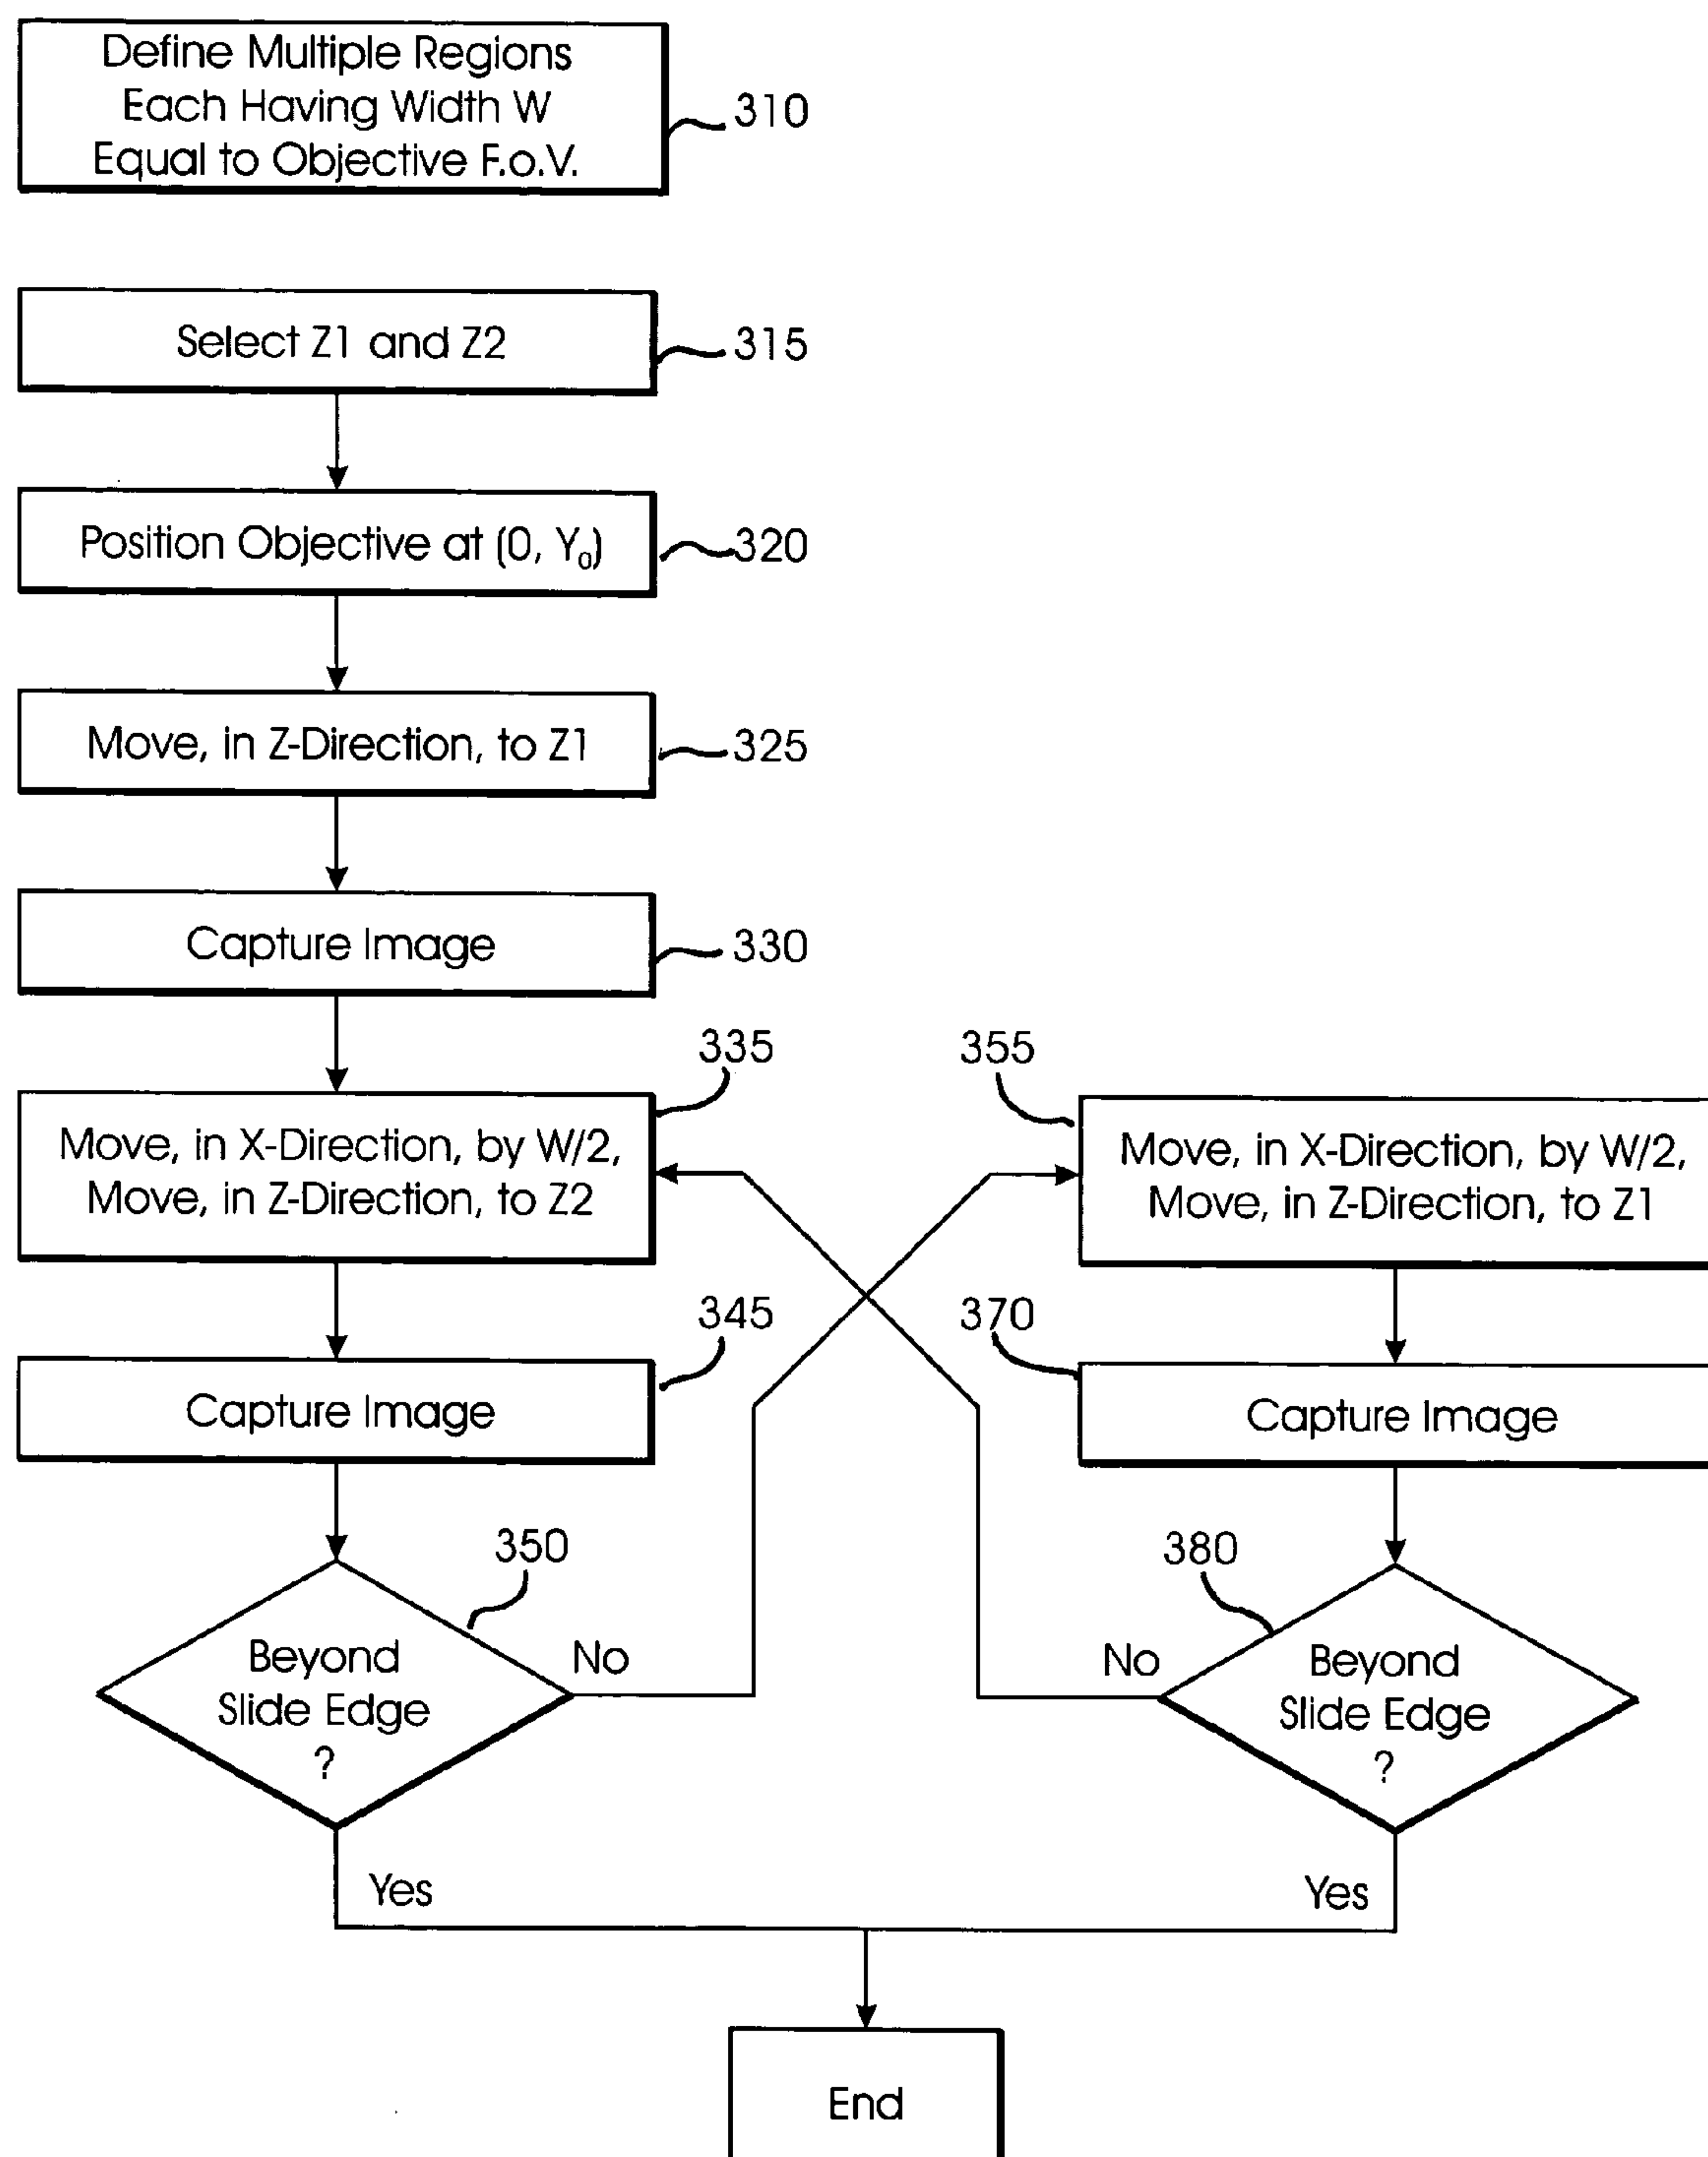 Define Multiple Regions
Each Having Width W
Equal to Objective F.o.V.
310
Select Z1 and Z2
315
Position Objective at (0, Y₀)
320
Move, in Z-Direction, to Z1
325
Capture Image
330
335
Move, in X-Direction, by W/2,
Move, in Z-Direction, to Z2
355
Move, in X-Direction, by W/2,
Move, in Z-Direction, to Z1
345
Capture Image
370
Capture Image
350
Beyond
Slide Edge
?
No
380
No
Beyond
Slide Edge
?
Yes
Yes
End